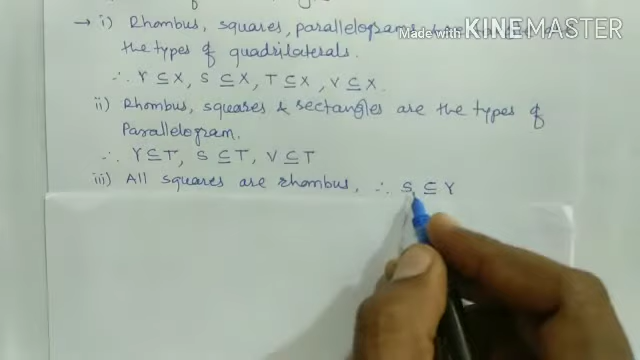 → i) Rhombus, squares, parallelograms,
Made with KINEMASTER
the types of quadrilaterals.
∴ Y ⊆ X, S ⊆ X, T ⊆ X, V ⊆ X.
ii) Rhombus, squares & rectangles are the types of
Parallelogram.
∴ Y ⊆ T, S ⊆ T, V ⊆ T
iii) All squares are rhombus, ∴ S ⊆ Y